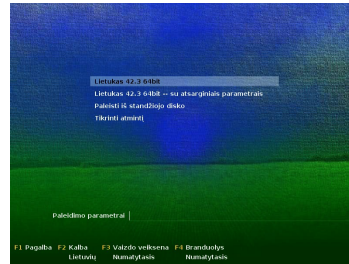 Lietukas 42.3 64bit
Lietukas 42.3 64bit -- su atsarginiais parametrais
Paleisti iš standžiojo disko
Tikrinti atmintį
Paleidimo parametrai
F1 Pagalba F2 Kalba F3 Vaizdo veiksena F4 Branduolys
Lietuvių Numatytasis Numatytasis